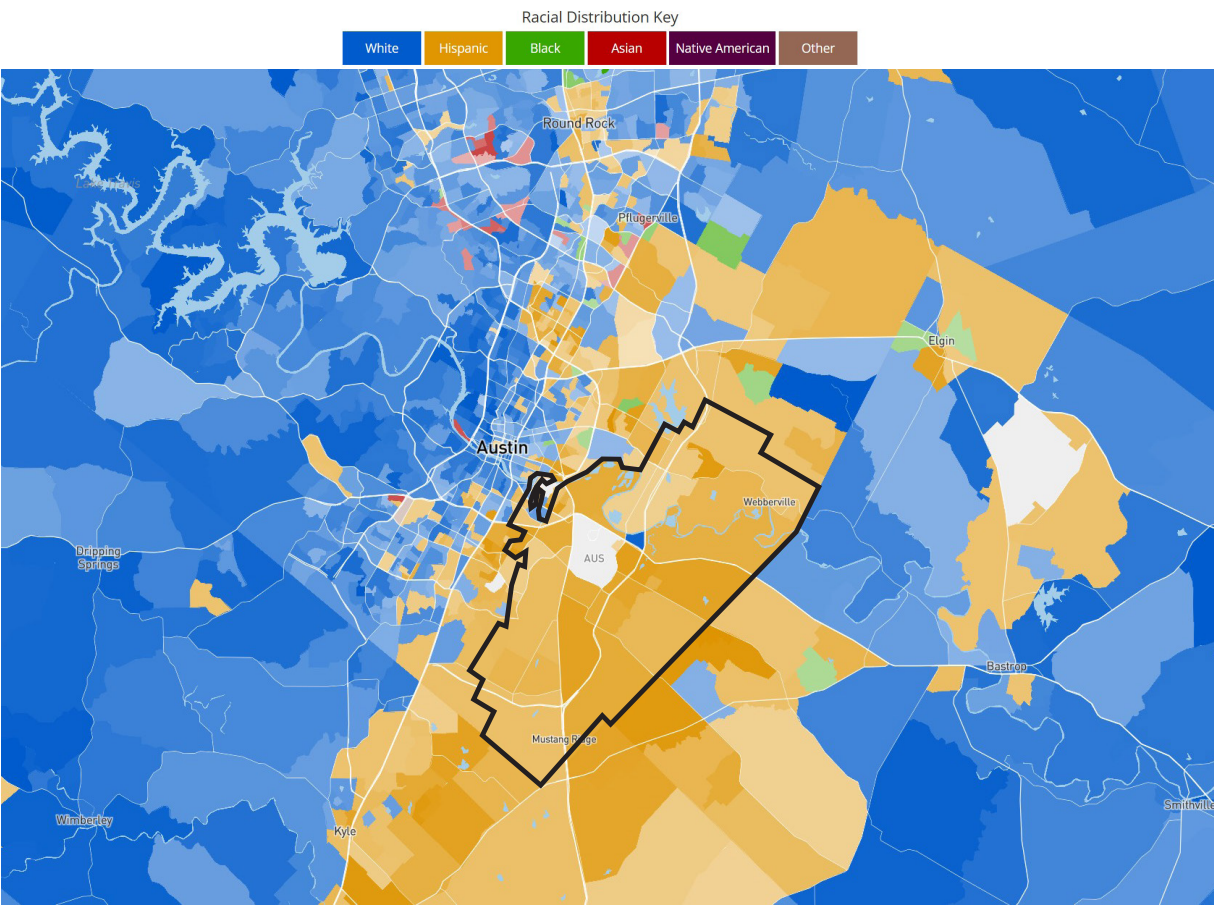 Racial Distribution Key
White
Hispanic
Black
Asian
Native American
Other
Round Rock
Pflugerville
Elgin
Austin
Webberville
AUS
Dripping
Springs
Bastrop
Mustang Ridge
Smithville
Wimberley
Kyle